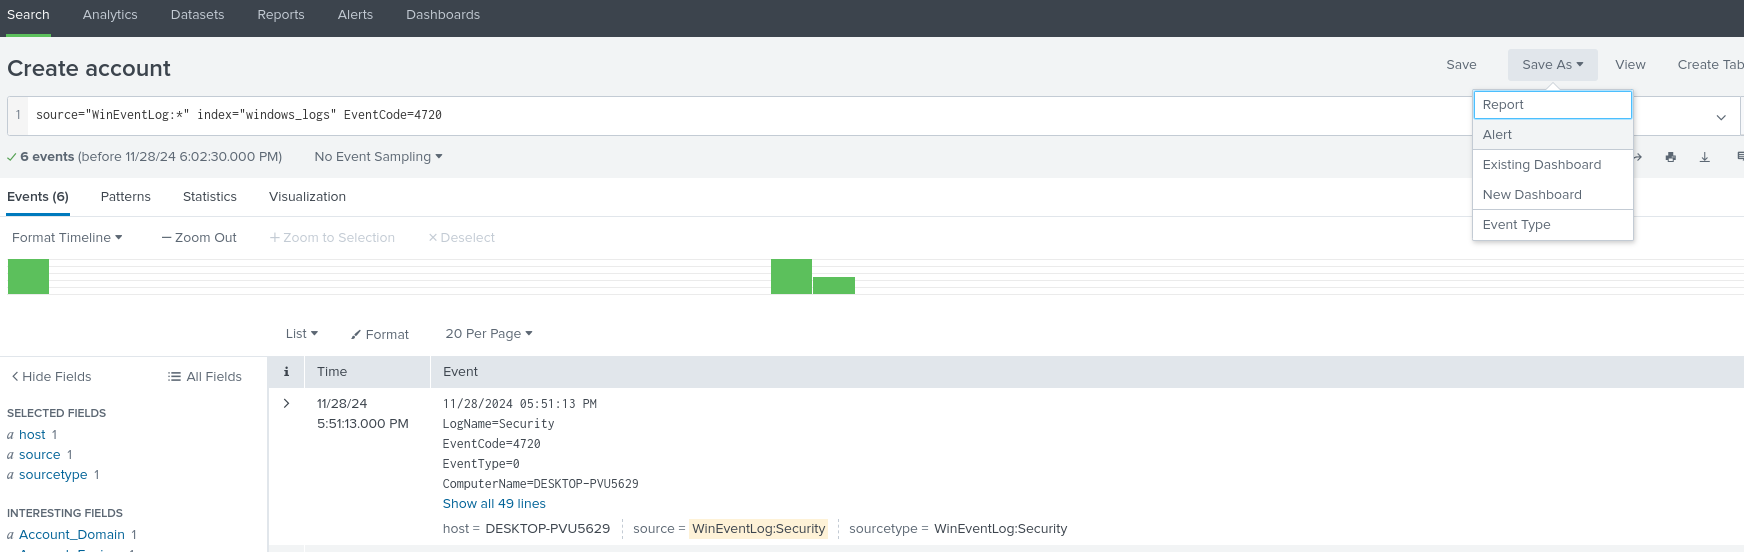 Search Analytics Datasets Reports Alerts Dashboards
Create account
Save Save As View Create Tab
1 source="WinEventLog:*" index="windows_logs" EventCode=4720
Report
Alert
Existing Dashboard
New Dashboard
Event Type
6 events (before 11/28/24 6:02:30.000 PM) No Event Sampling
Events (6) Patterns Statistics Visualization
Format Timeline — Zoom Out + Zoom to Selection × Deselect
List Format 20 Per Page
< Hide Fields All Fields
i Time Event
SELECTED FIELDS
a host 1
a source 1
a sourcetype 1
INTERESTING FIELDS
a Account_Domain 1
> 11/28/24
5:51:13.000 PM
11/28/2024 05:51:13 PM
LogName=Security
EventCode=4720
EventType=0
ComputerName=DESKTOP-PVU5629
Show all 49 lines
host = DESKTOP-PVU5629 source = WinEventLog:Security sourcetype = WinEventLog:Security